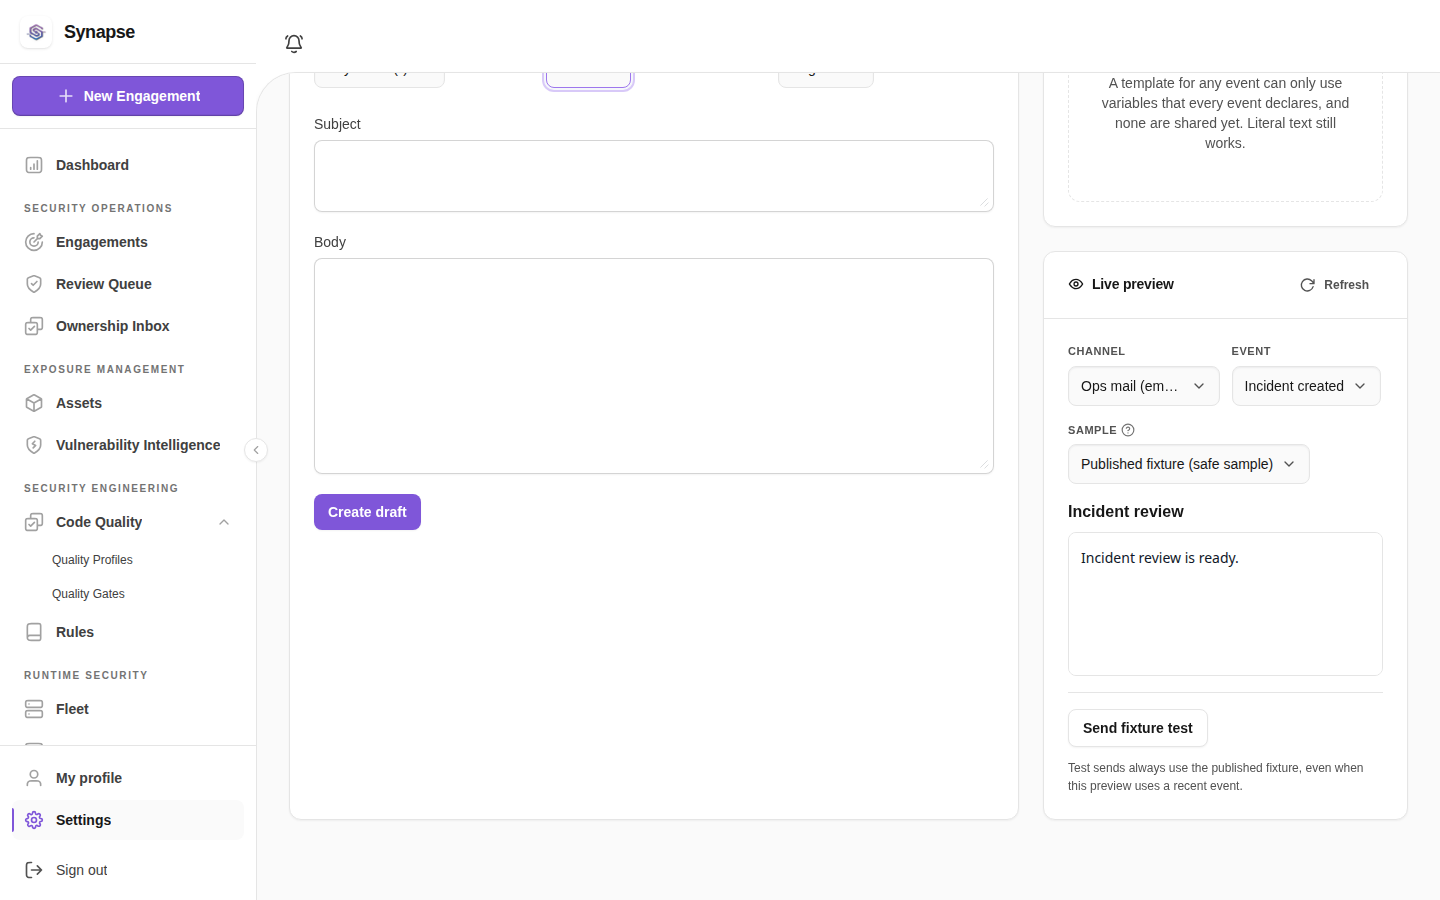 Synapse
New Engagement
Dashboard
SECURITY OPERATIONS
Engagements
Review Queue
Ownership Inbox
EXPOSURE MANAGEMENT
Assets
Vulnerability Intelligence
SECURITY ENGINEERING
Code Quality
Quality Profiles
Quality Gates
Rules
RUNTIME SECURITY
Fleet
My profile
Settings
Sign out
Subject
Body
Create draft
A template for any event can only use
variables that every event declares, and
none are shared yet. Literal text still
works.
Live preview
Refresh
CHANNEL
EVENT
Ops mail (em…
Incident created
SAMPLE
Published fixture (safe sample)
Incident review
Incident review is ready.
Send fixture test
Test sends always use the published fixture, even when
this preview uses a recent event.